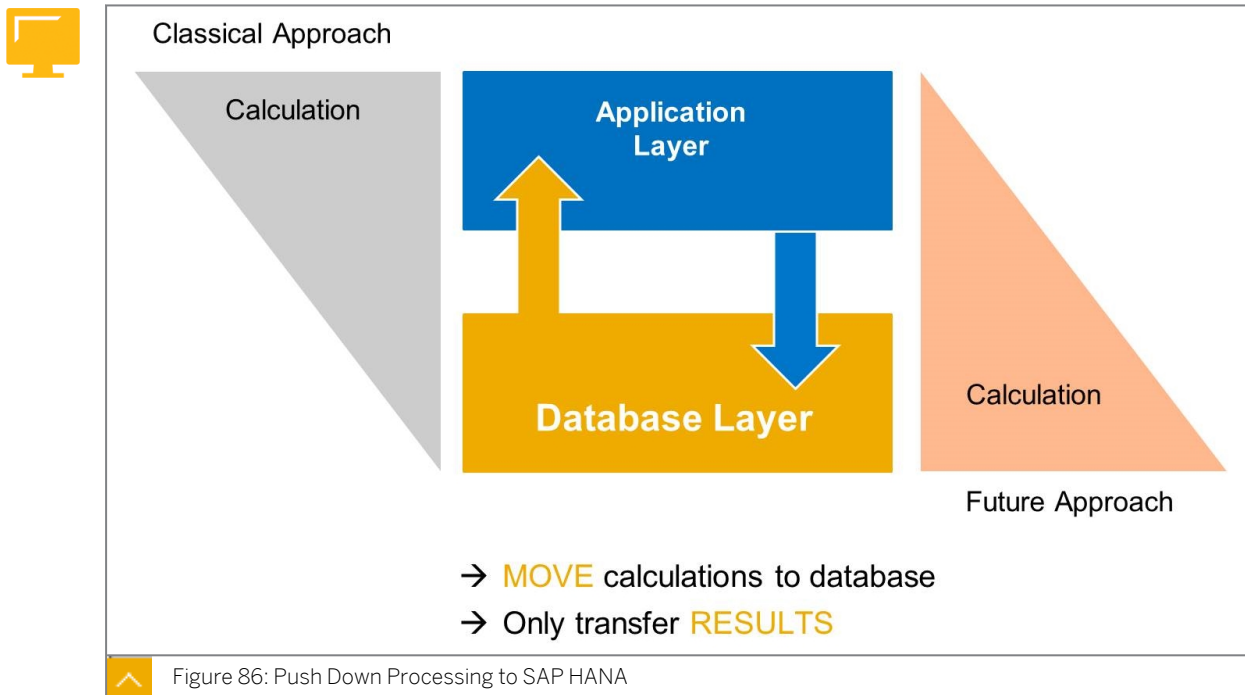 Classical Approach
Calculation
Application
Layer
Database Layer
Calculation
Future Approach
→ MOVE calculations to database
→ Only transfer RESULTS
Figure 86: Push Down Processing to SAP HANA